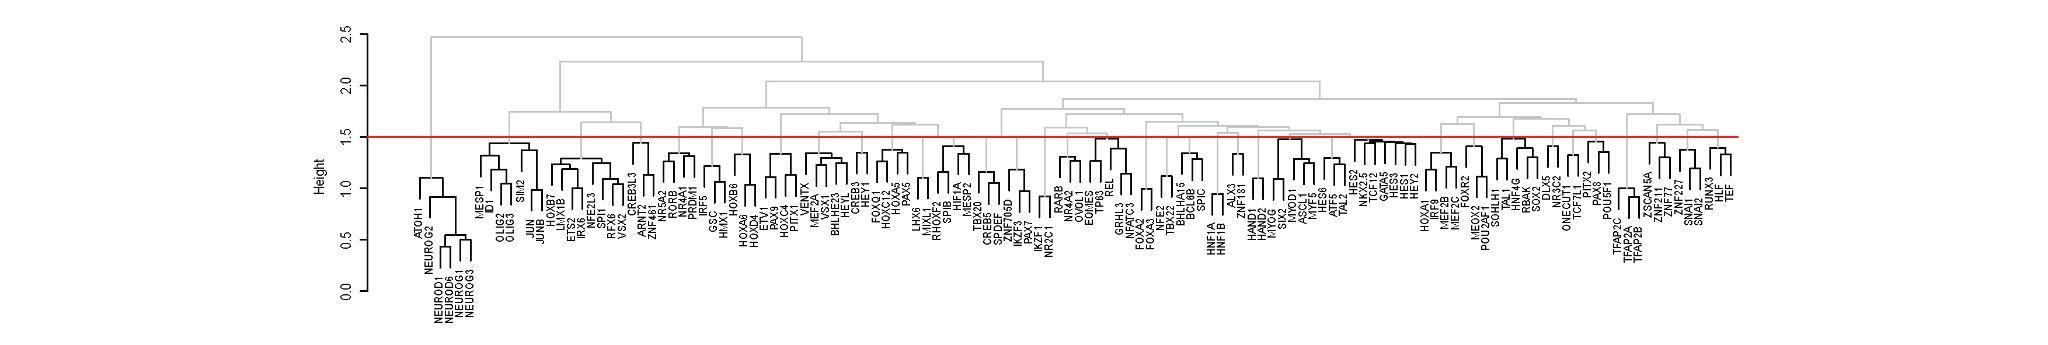 2.5
2.0
1.5
1.0
0.5
0.0
Height
ATOH1
NEUROG2
NEUROD1
NEUROD6
NEUROG1
NEUROG3
MESP1
ID1
OLIG2
OLIG3
SIM2
JUN
JUNB
HOXB7
LMX1B
ETS2
IRX6
NFE2L3
SPI1
RFX6
VSX2
CREB3L3
ARNT2
ZNF461
NR5A2
RORB
NR4A1
PRDM1
IRF5
GSC
HMX1
HOXB6
HOXA6
HOXD4
ETV1
PAX9
HOXC4
PITX1
VENTX
MEF2A
VSX1
BHLHE23
HEYL
CREB3
HEY1
FOXQ1
HOXC12
HOXA5
PAX5
LHX6
MIXL1
RHOXF2
SPIB
HIF1A
MESP2
TBX20
CREB5
SPDEF
ZNF705D
IKZF3
PAX7
IKZF1
NR2C1
RARB
NR4A2
OVOL1
EOMES
TP63
REL
GRHL3
NFATC3
FOXA2
FOXA3
NFE2
TBX22
BHLHA15
BCL6B
SPIC
HNF1A
HNF1B
ALX3
ZNF181
HAND1
HAND2
MYOG
SIX2
MYOD1
ASCL1
MYF5
HES6
ATF5
TAL2
HES2
NKX2.5
TCF12
GATA5
HES3
HES1
HEY2
HOXA1
IRF9
MEF2B
MEF2C
FOXR2
MEOX2
POU2AF1
SOHLH1
TAL1
HNF4G
RBAK
SOX2
DLX5
NR3C2
ONECUT1
TCF7L1
PITX2
PAX8
POU5F1
TFAP2C
TFAP2A
TFAP2B
ZSCAN5A
ZNF217
ZNF77
ZNF227
SNAI1
SNAI2
RUNX3
HLF
TEF